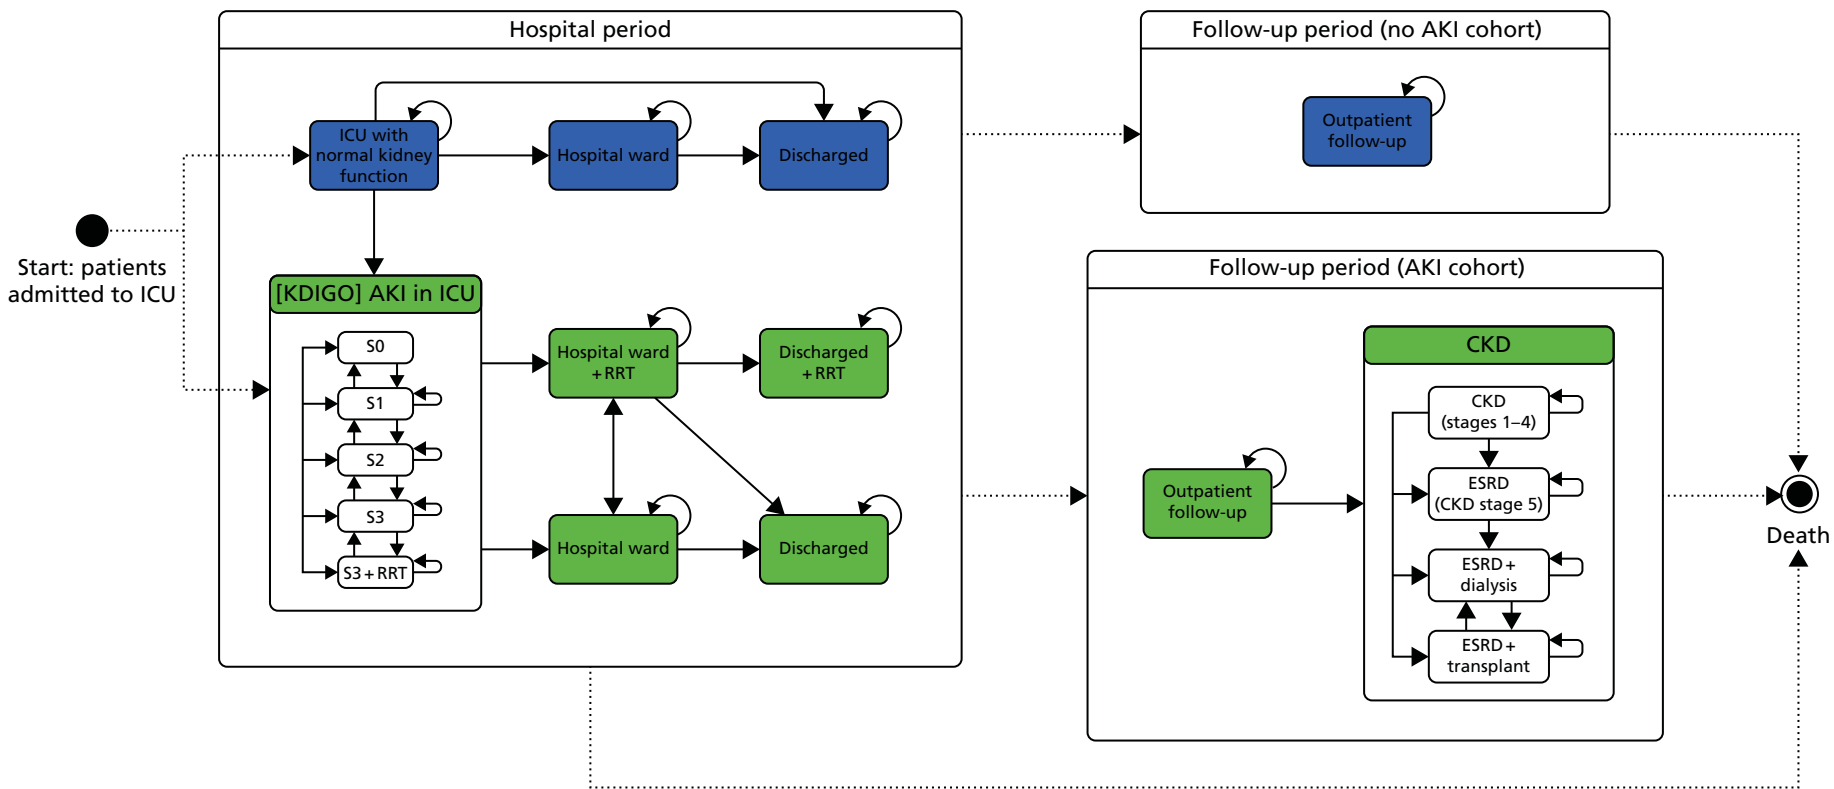 Hospital period
Follow-up period (no AKI cohort)
ICU with
normal kidney
function
Hospital ward
Discharged
Outpatient
follow-up
Start: patients
admitted to ICU
[KDIGO] AKI in ICU
S0
S1
S2
S3
S3+RRT
Hospital ward
+RRT
Discharged
+RRT
Hospital ward
Discharged
Follow-up period (AKI cohort)
Outpatient
follow-up
CKD
CKD
(stages 1–4)
ESRD
(CKD stage 5)
ESRD+
dialysis
ESRD+
transplant
Death